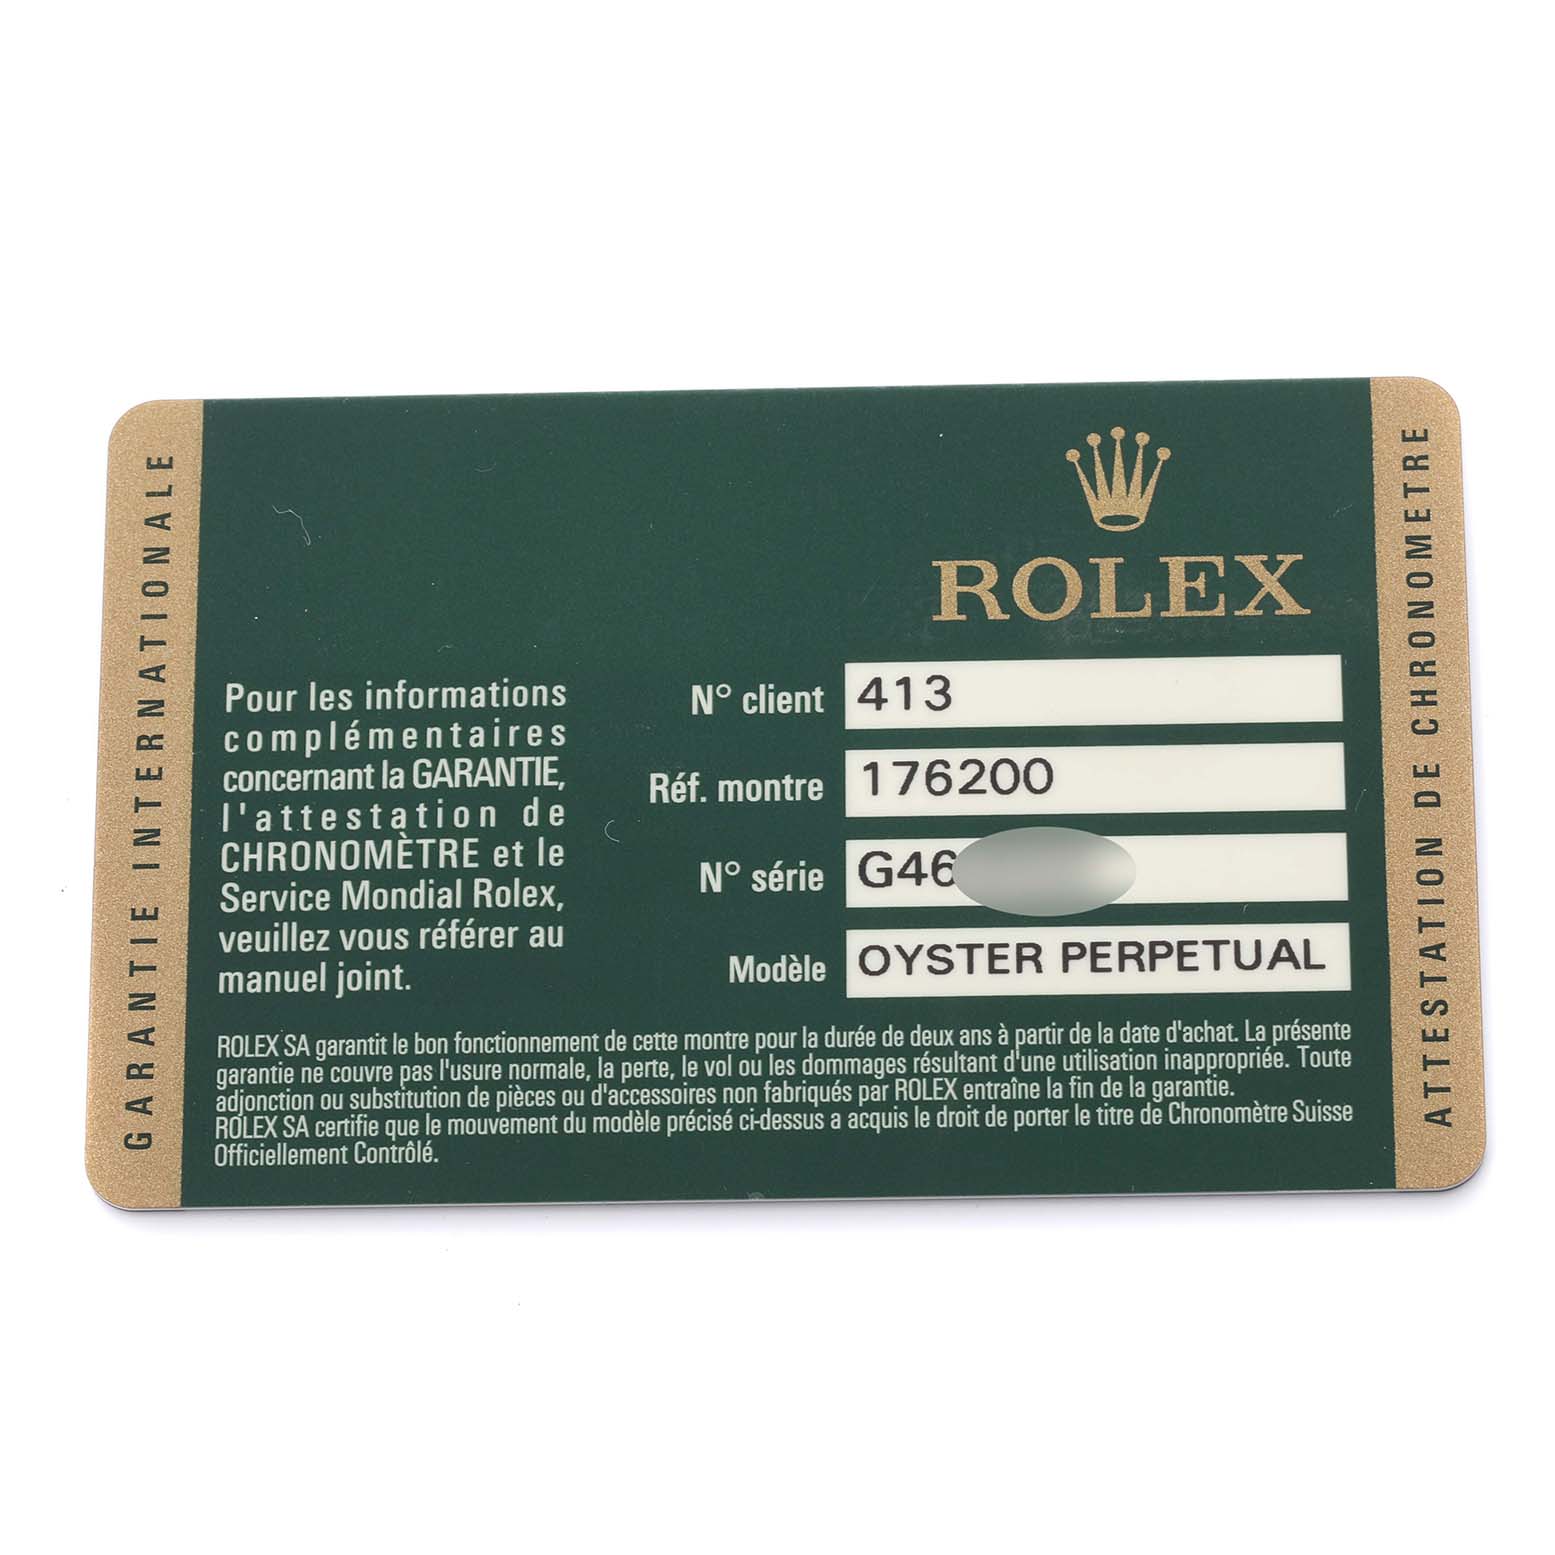 GARANTIE INTERNATIONALE
ROLEX
Pour les informations
complémentaires
concernant la GARANTIE,
l'attestation de
CHRONOMÈTRE et le
Service Mondial Rolex,
veuillez vous référer au
manuel joint.
N° client 413
Réf. montre 176200
N° série G46
Modèle OYSTER PERPETUAL
ROLEX SA garantit le bon fonctionnement de cette montre pour la durée de deux ans à partir de la date d'achat. La présente
garantie ne couvre pas l'usure normale, la perte, le vol ou les dommages résultant d'une utilisation inappropriée. Toute
adjonction ou substitution de pièces ou d'accessoires non fabriqués par ROLEX entraîne la fin de la garantie.
ROLEX SA certifie que le mouvement du modèle précisé ci-dessus a acquis le droit de porter le titre de Chronomètre Suisse
Officiellement Contrôlé.
ATTESTATION DE CHRONOMETRE